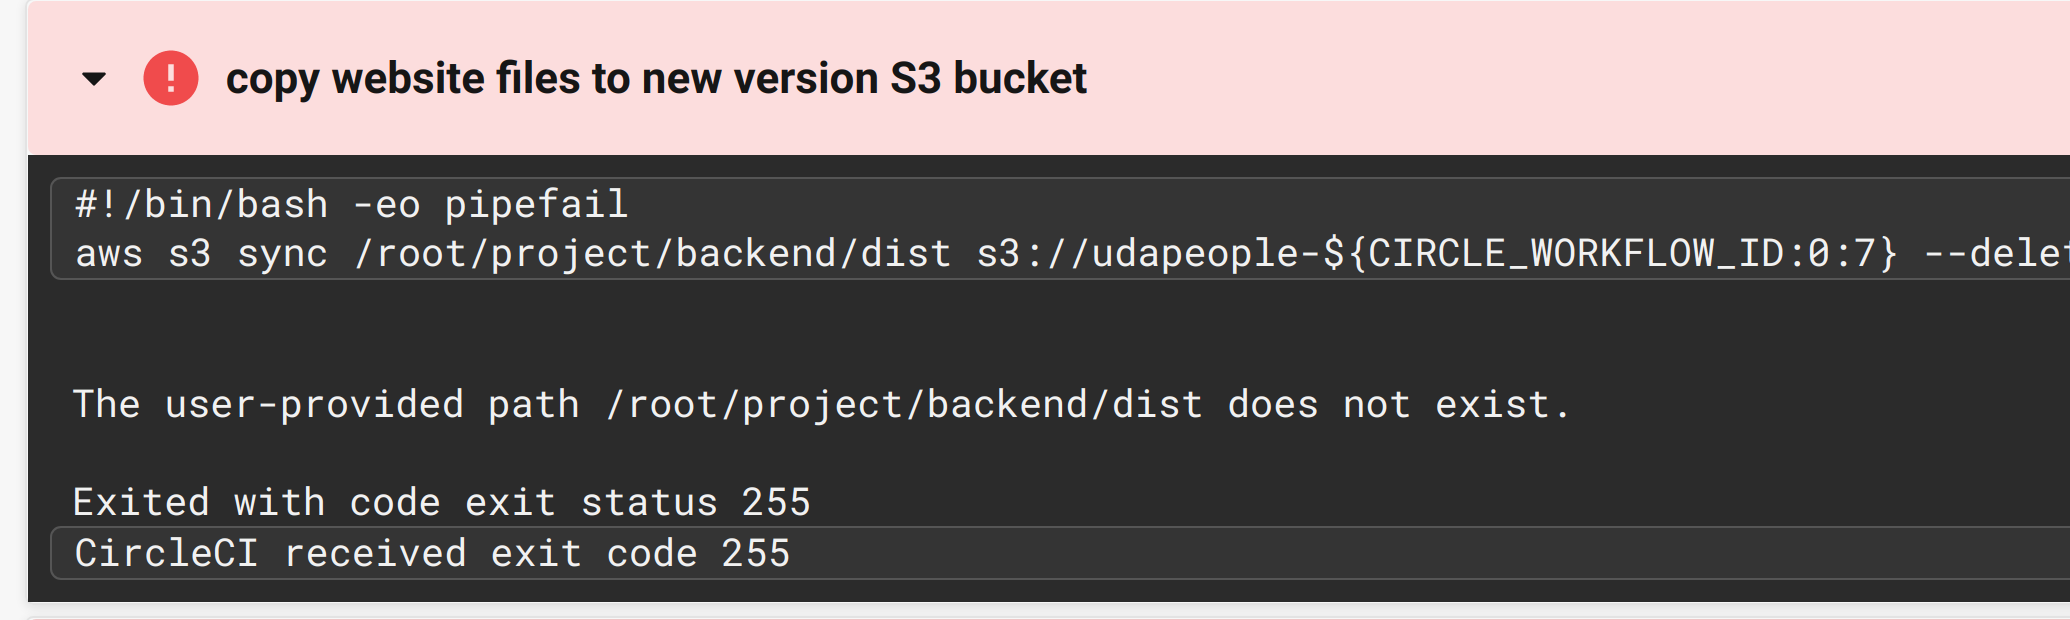 copy website files to new version S3 bucket
#!/bin/bash -eo pipefail
aws s3 sync /root/project/backend/dist s3://udapeople-${CIRCLE_WORKFLOW_ID:0:7} --delet
The user-provided path /root/project/backend/dist does not exist.
Exited with code exit status 255
CircleCI received exit code 255